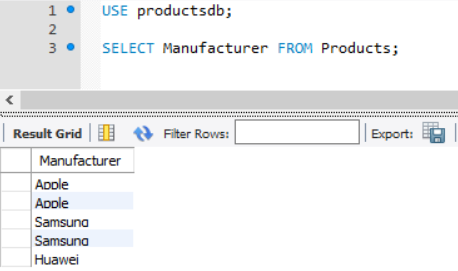 1 USE productsdb;
2
3 SELECT Manufacturer FROM Products;
Result Grid Filter Rows: Export:
Manufacturer
Apple
Apple
Samsung
Samsung
Huawei